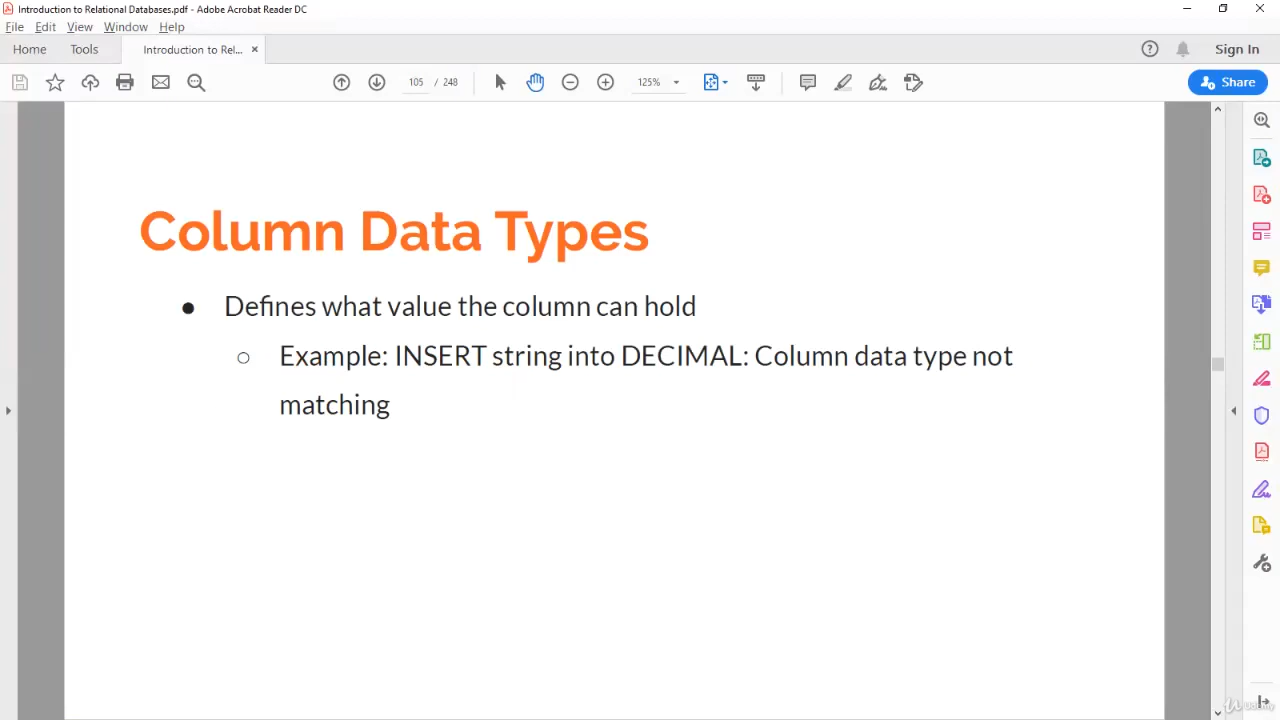 Introduction to Relational Databases.pdf - Adobe Acrobat Reader DC
File Edit View Window Help
Home Tools Introduction to Rel... × Sign In
105 / 248 125% Share
Column Data Types
● Defines what value the column can hold
○ Example: INSERT string into DECIMAL: Column data type not
matching
Udemy